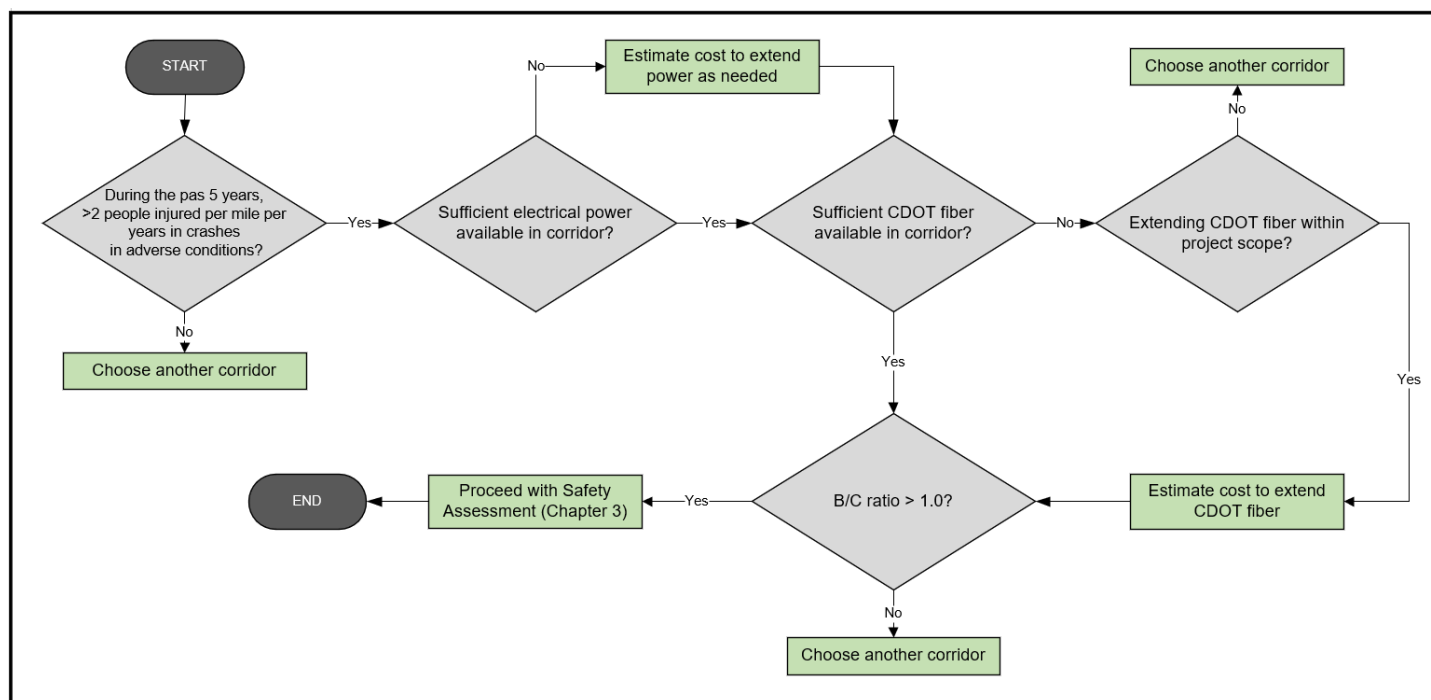 START
During the pas 5 years,
>2 people injured per mile per
years in crashes
in adverse conditions?
No
Choose another corridor
Yes
Sufficient electrical power
available in corridor?
No
Estimate cost to extend
power as needed
Yes
Sufficient CDOT fiber
available in corridor?
No
Extending CDOT fiber within
project scope?
No
Choose another corridor
Yes
Estimate cost to extend
CDOT fiber
Yes
B/C ratio > 1.0?
No
Choose another corridor
Yes
Proceed with Safety
Assessment (Chapter 3)
END